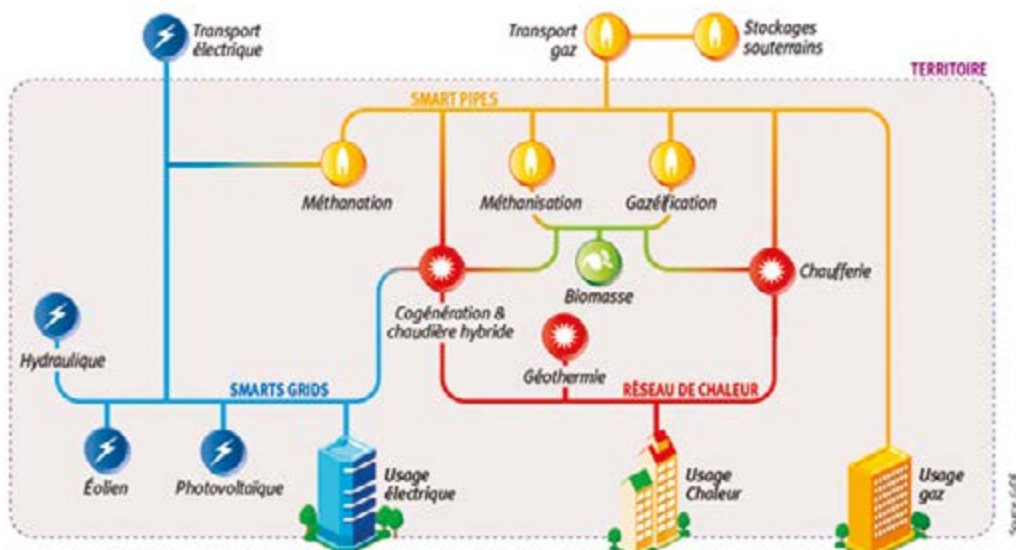 Transport
électrique
Transport
gaz
Stockages
souterrains
TERRITOIRE
SMART PIPES
Méthanation
Méthanisation
Gazéification
Biomasse
Cogénération &
chaudière hybride
Chaufferie
Hydraulique
Géothermie
SMARTS GRIDS
RÉSEAU DE CHALEUR
Éolien
Photovoltaïque
Usage
électrique
Usage
Chaleur
Usage
gaz